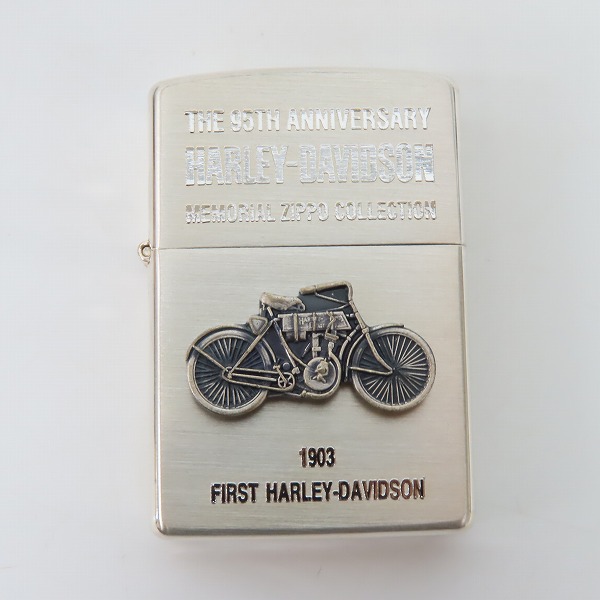 THE 95TH ANNIVERSARY
HARLEY-DAVIDSON
MEMORIAL ZIPPO COLLECTION
1903
FIRST HARLEY-DAVIDSON